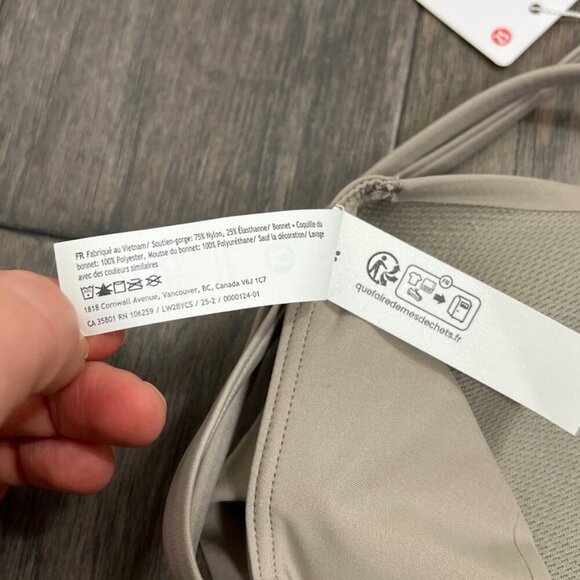 FR Fabriqué au Vietnam/ Soutien-gorge: 75% Nylon, 25% Élasthanne/ Bonnet • Coquille du
bonnet: 100% Polyester, Mousse du bonnet: 100% Polyuréthane/ Sauf la décoration/ Lavage
avec des couleurs similaires
1818 Cornwall Avenue, Vancouver, BC, Canada V6J 1C7
CA 35801 RN 106259 / LW2BYCS / 25-2 / 0000124-01
FR
quefairedemesdechets.fr